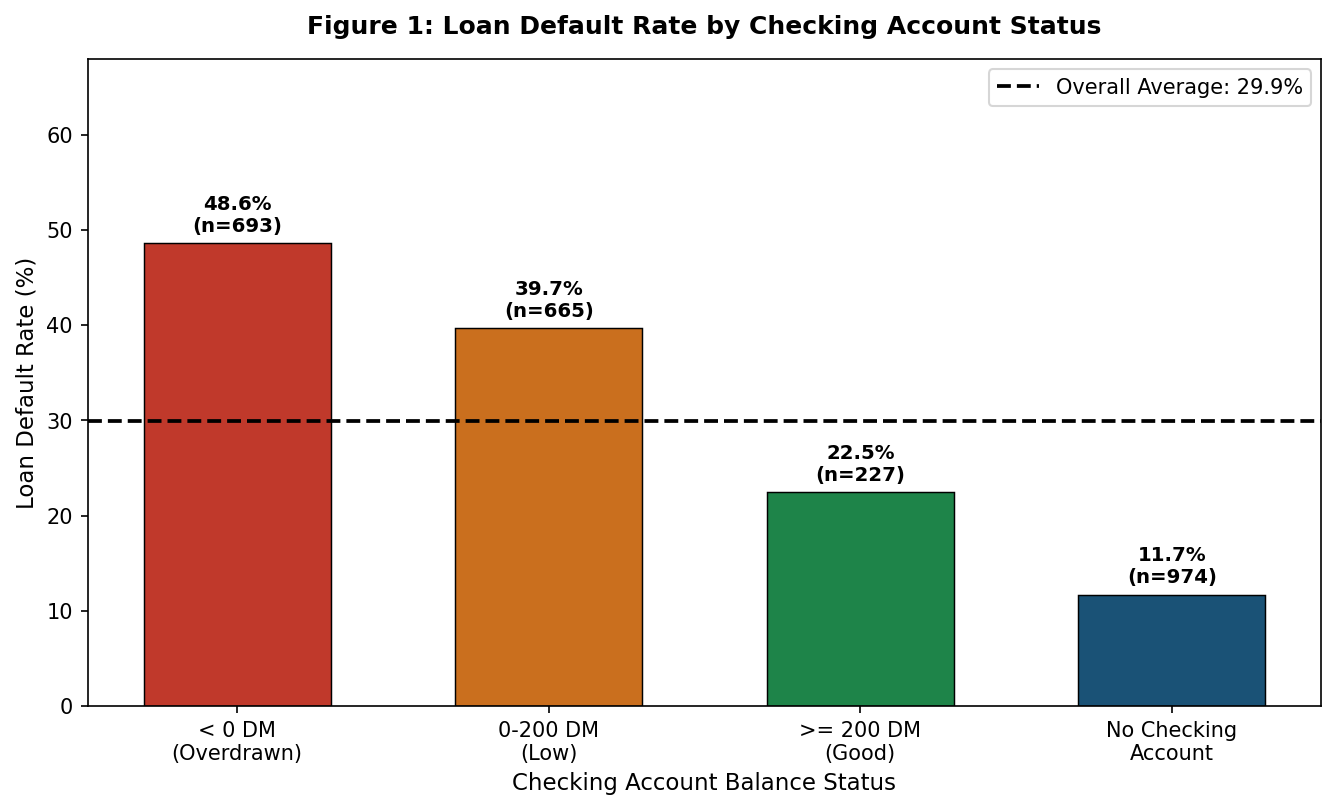 Figure 1: Loan Default Rate by Checking Account Status
Overall Average: 29.9%
Loan Default Rate (%)
60
50
40
30
20
10
0
48.6%
(n=693)
39.7%
(n=665)
22.5%
(n=227)
11.7%
(n=974)
< 0 DM
(Overdrawn)
0-200 DM
(Low)
>= 200 DM
(Good)
No Checking
Account
Checking Account Balance Status